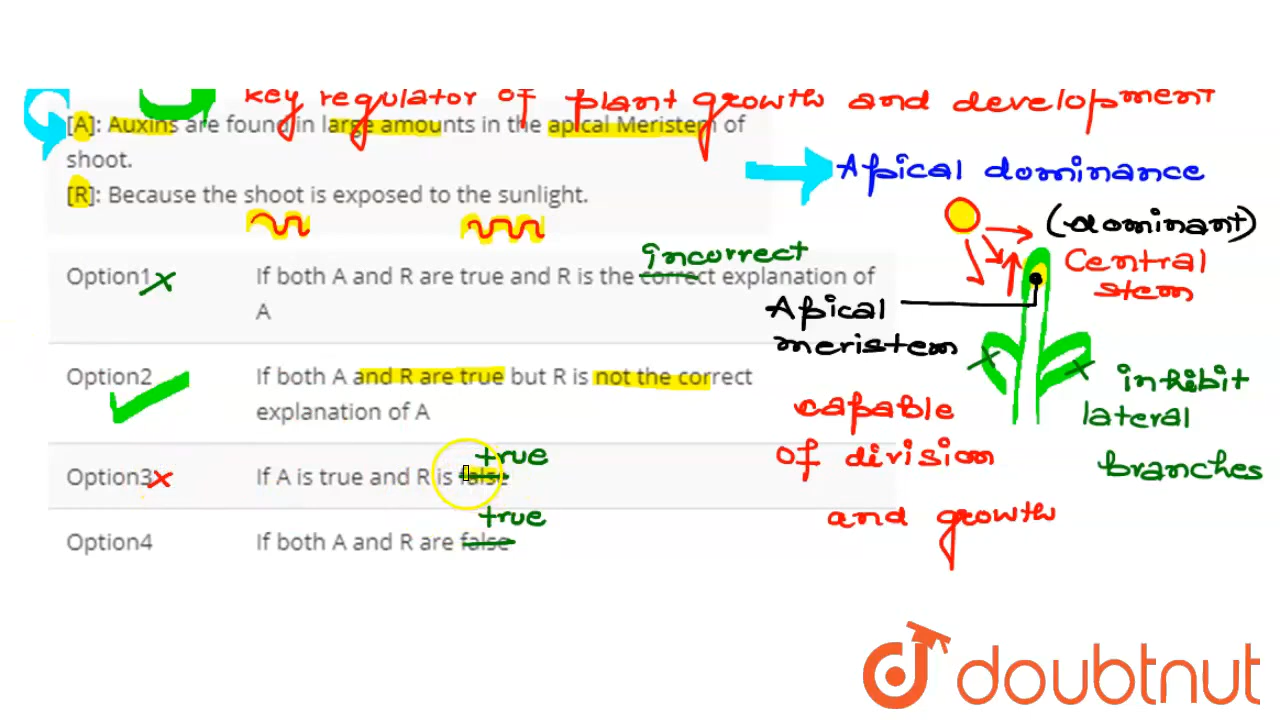 key regulator of plant growth and development
[A]: Auxins are found in large amounts in the apical Meristem of
shoot.
[R]: Because the shoot is exposed to the sunlight.
Apical dominance
(dominant)
Central
stem
Apical
meristem
incorrect
Option1 If both A and R are true and R is the correct explanation of
A
Option2 If both A and R are true but R is not the correct
explanation of A
inhibit
lateral
branches
capable
of division
and growth
true
Option3 If A is true and R is false
true
Option4 If both A and R are false
doubtnut